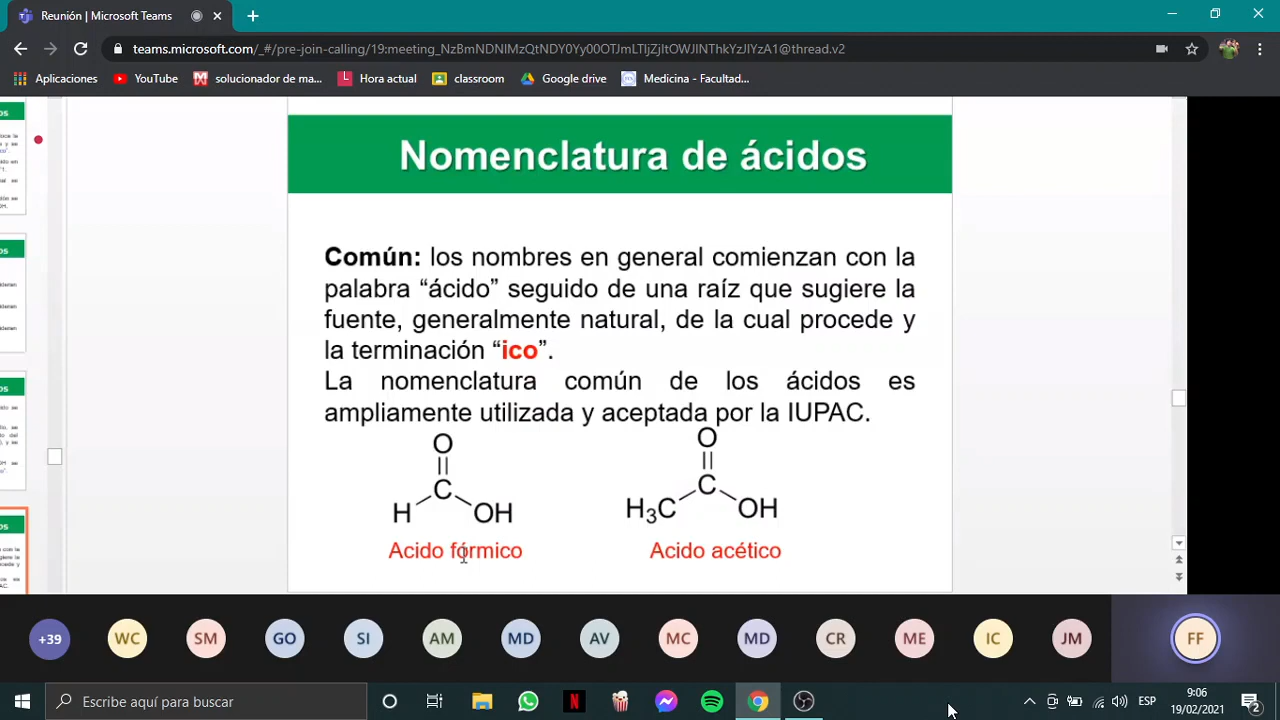 Reunión | Microsoft Teams
teams.microsoft.com/_#/pre-join-calling/19:meeting_NzBmNDNIMzQtNDY0Yy00OTJmLTljZjItOWJlNThkYzJlYzA1@thread.v2
Aplicaciones YouTube solucionador de ma... Hora actual classroom Google drive Medicina - Facultad...
Nomenclatura de ácidos
Común: los nombres en general comienzan con la
palabra “ácido” seguido de una raíz que sugiere la
fuente, generalmente natural, de la cual procede y
la terminación “ico”.
La nomenclatura común de los ácidos es
ampliamente utilizada y aceptada por la IUPAC.
O O
C C
H OH H₃C OH
Acido fórmico Acido acético
+39 WC SM GO SI AM MD AV MC MD CR ME IC JM FF
Escribe aquí para buscar
ESP
9:06
19/02/2021
2